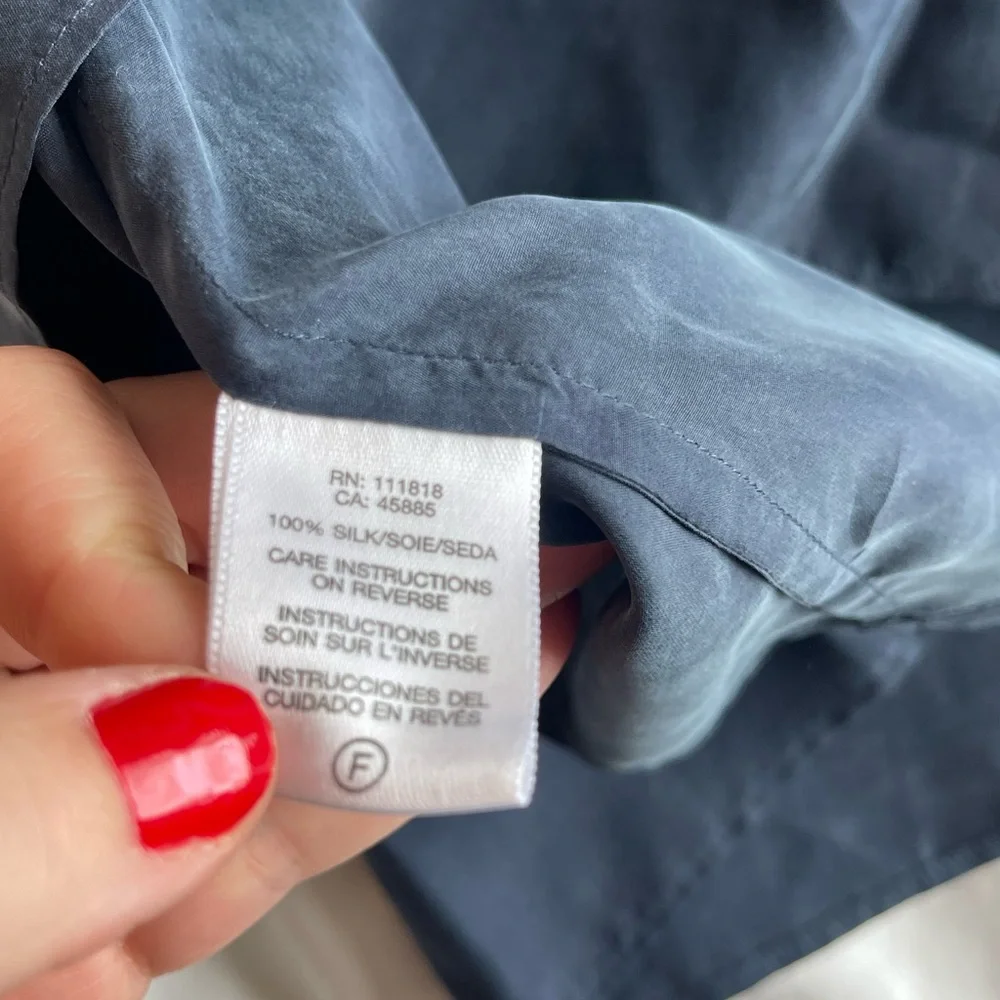 RN: 111818
CA: 45885
100% SILK/SOIE/SEDA
CARE INSTRUCTIONS
ON REVERSE
INSTRUCTIONS DE
SOIN SUR L'INVERSE
INSTRUCCIONES DEL
CUIDADO EN REVÉS
F